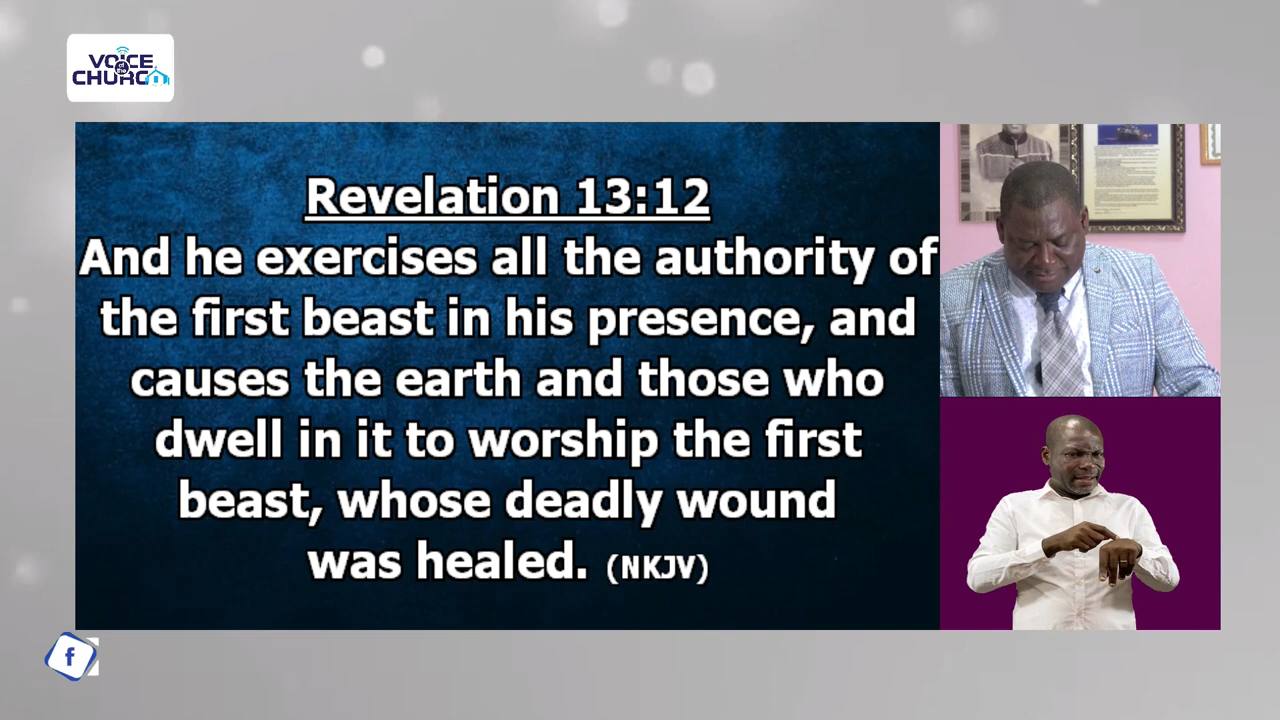 VOICE
of the
CHURCH
Revelation 13:12
And he exercises all the authority of
the first beast in his presence, and
causes the earth and those who
dwell in it to worship the first
beast, whose deadly wound
was healed. (NKJV)
f